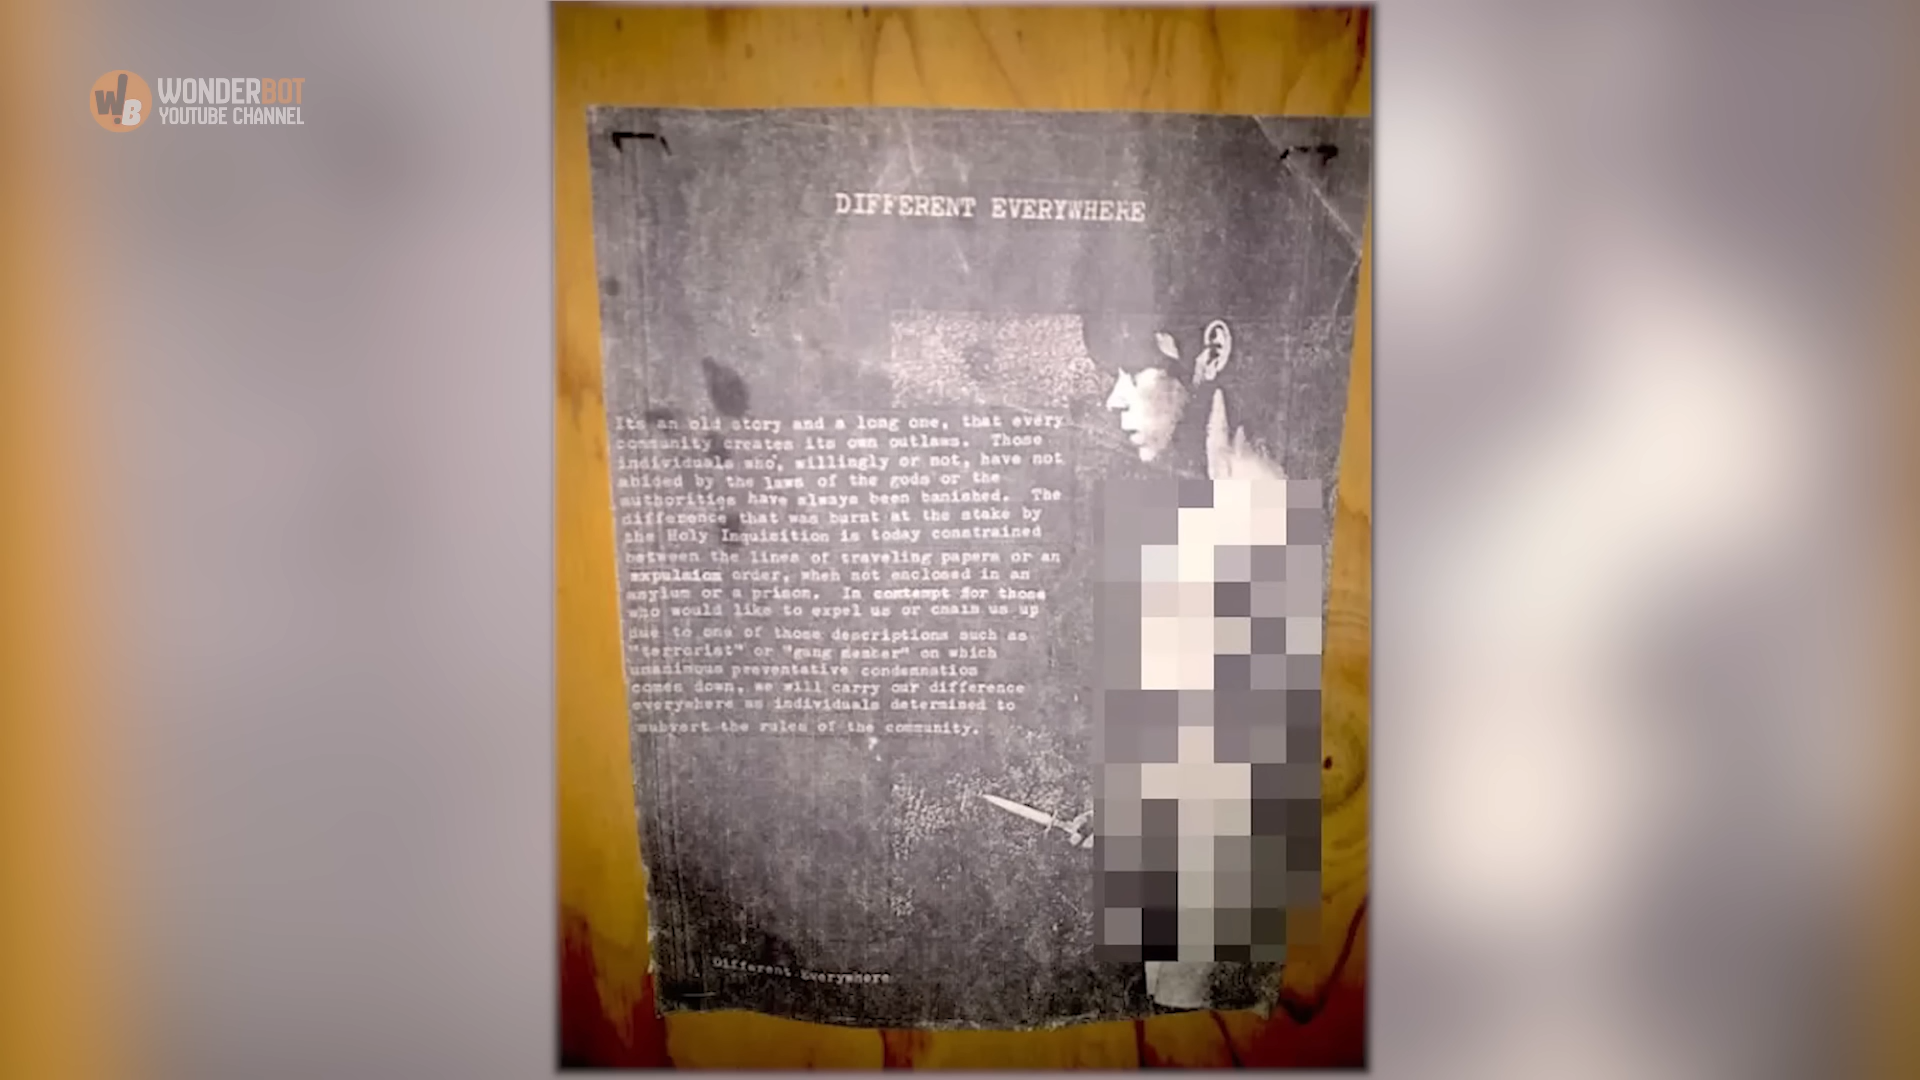 WONDERBOT
YOUTUBE CHANNEL
DIFFERENT EVERYWHERE
Its an old story and a long one, that every
community creates its own outlaws. Those
individuals who, willingly or not, have not
abided by the laws of the gods or the
authorities have always been banished. The
difference that was burnt at the stake by
the Holy Inquisition is today constrained
between the lines of traveling papers or an
expulsion order, when not enclosed in an
asylum or a prison. In contempt for those
who would like to expel us or chain us up
due to one of those descriptions such as
"terrorist" or "gang member" on which
unanimous preventative condemnation
comes down, we will carry our difference
everywhere as individuals determined to
subvert the rules of the community.
Different Everywhere